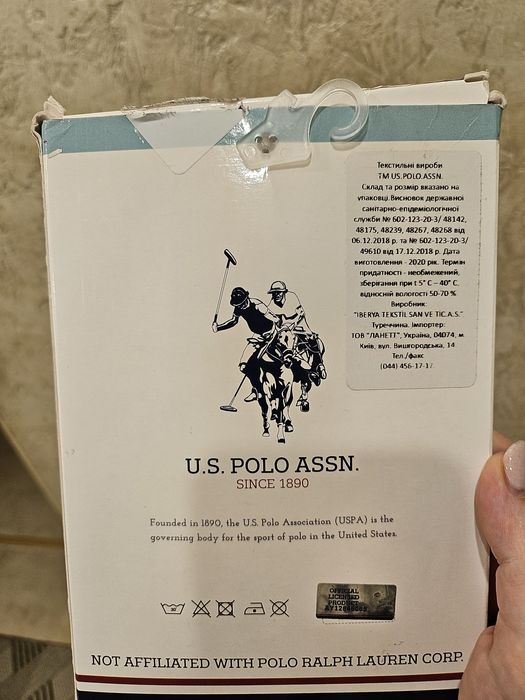 Текстильні вироби
ТМ US.POLO.ASSN.
Склад та розмір вказано на
упаковці.Висновок державної
санітарно-епідеміологічної
служби № 602-123-20-3/ 48142,
48175, 48239, 48267, 48268 від
06.12.2018 р. та № 602-123-20-3/
49610 від 17.12.2018 р. Дата
виготовлення - 2020 рік. Термін
придатності - необмежений,
зберігання при t 5° С – 40° С,
відносній вологості 50-70 %
Виробник:
"IBERYA TEKSTİL SAN VE TİC.A.S."
Туреччина. Імпортер:
ТОВ "ЛАНЕТТ", Україна, 04074, м.
Київ, вул. Вишгородська, 14
Тел./факс
(044) 456-17-17.
U.S. POLO ASSN.
SINCE 1890
Founded in 1890, the U.S. Polo Association (USPA) is the
governing body for the sport of polo in the United States.
30
OFFICIAL
LICENSED
PRODUCT
NOT AFFILIATED WITH POLO RALPH LAUREN CORP.